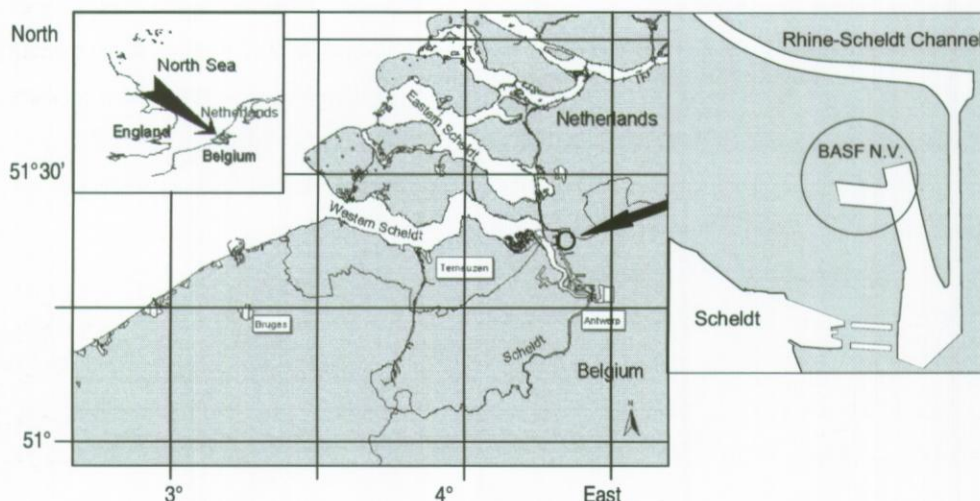 North
North Sea
Netherlands
England
Belgium
51°30'
51°
3°
4°
East
Eastern Scheldt
Western Scheldt
Netherlands
Terneuzen
Bruges
Antwerp
Scheldt
Belgium
N
Rhine-Scheldt Channel
BASF N.V.
Scheldt